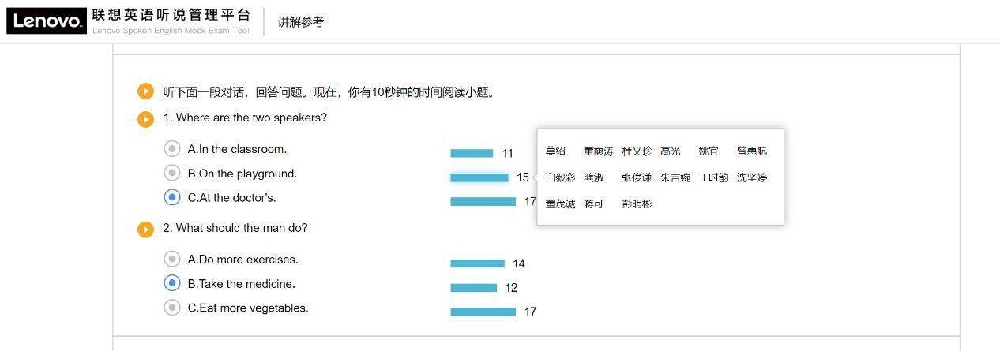 Lenovo 联想英语听说管理平台
Lenovo Spoken English Mock Exam Tool
讲解参考
听下面一段对话，回答问题。现在，你有10秒钟的时间阅读小题。
1. Where are the two speakers?
A.In the classroom. 11
B.On the playground. 15
C.At the doctor's. 17
莫绍 董馥涛 杜义珍 高光 姚宜 曾惠航
白毅彩 龚淑 张俊谦 朱言婉 丁时韵 沈坚婷
董茂诚 蒋可 彭明彬
2. What should the man do?
A.Do more exercises. 14
B.Take the medicine. 12
C.Eat more vegetables. 17